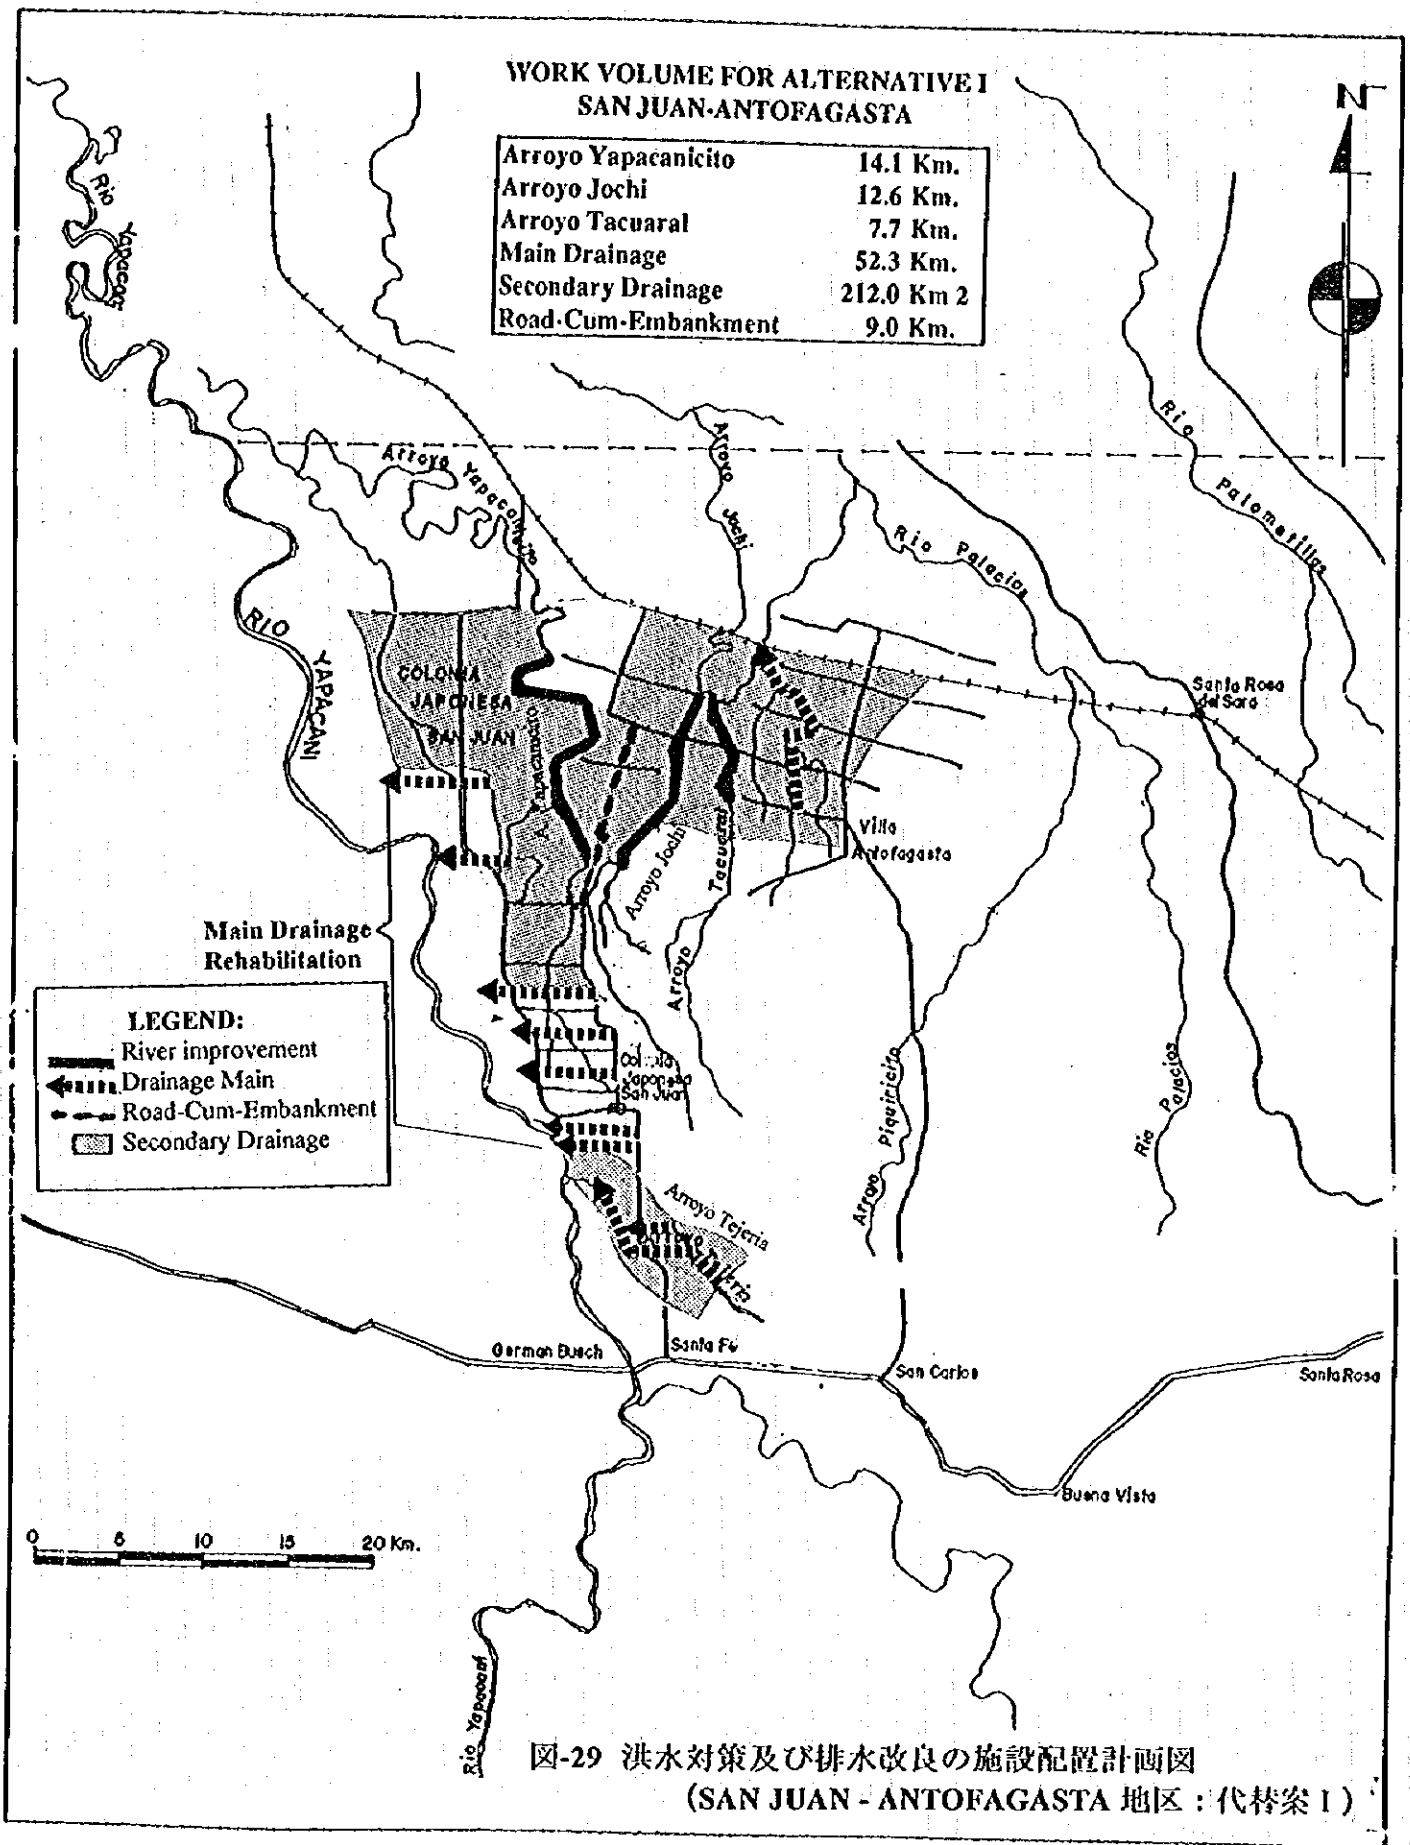 WORK VOLUME FOR ALTERNATIVE I
SAN JUAN-ANTOFAGASTA
Arroyo Yapacanicito 14.1 Km.
Arroyo Jochi 12.6 Km.
Arroyo Tacuaral 7.7 Km.
Main Drainage 52.3 Km.
Secondary Drainage 212.0 Km 2
Road-Cum-Embankment 9.0 Km.
N
Rio Yapacani
Arroyo Yapacanicito
Arroyo Jochi
Rio Palacios
Rio Palometillas
RIO YAPACANI
COLONIA
JAPONESA
SAN JUAN
A. Yapacanicito
Santa Rosa
del Sara
Villa
Antofagasta
Arroyo Jochi
Arroyo Tacuaral
Main Drainage
Rehabilitation
LEGEND:
River improvement
Drainage Main
Road-Cum-Embankment
Secondary Drainage
Colonia
Japonesa
San Juan
Arroyo Piquiricito
Rio Palacios
Arroyo Tejeria
Arroyo
German Busch
Santa Fe
San Carlos
Santa Rosa
Buena Vista
0 5 10 15 20 Km.
Rio Yapacani
図-29 洪水対策及び排水改良の施設配置計画図
(SAN JUAN - ANTOFAGASTA 地区：代替案 I)